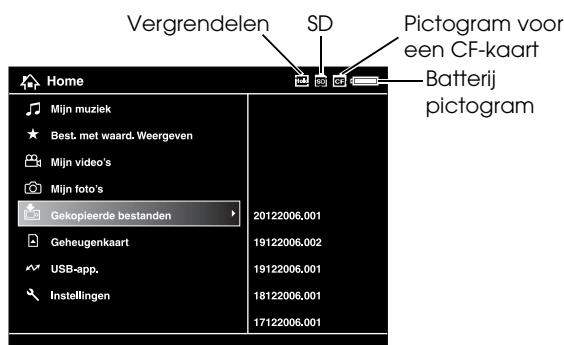 Vergrendelen SD Pictogram voor
een CF-kaart
Batterij
pictogram
Home Hold SD CF
Mijn muziek
Best. met waard. Weergeven
Mijn video's
Mijn foto's
Gekopieerde bestanden 20122006.001
Geheugenkaart 19122006.002
USB-app. 19122006.001
Instellingen 18122006.001
17122006.001